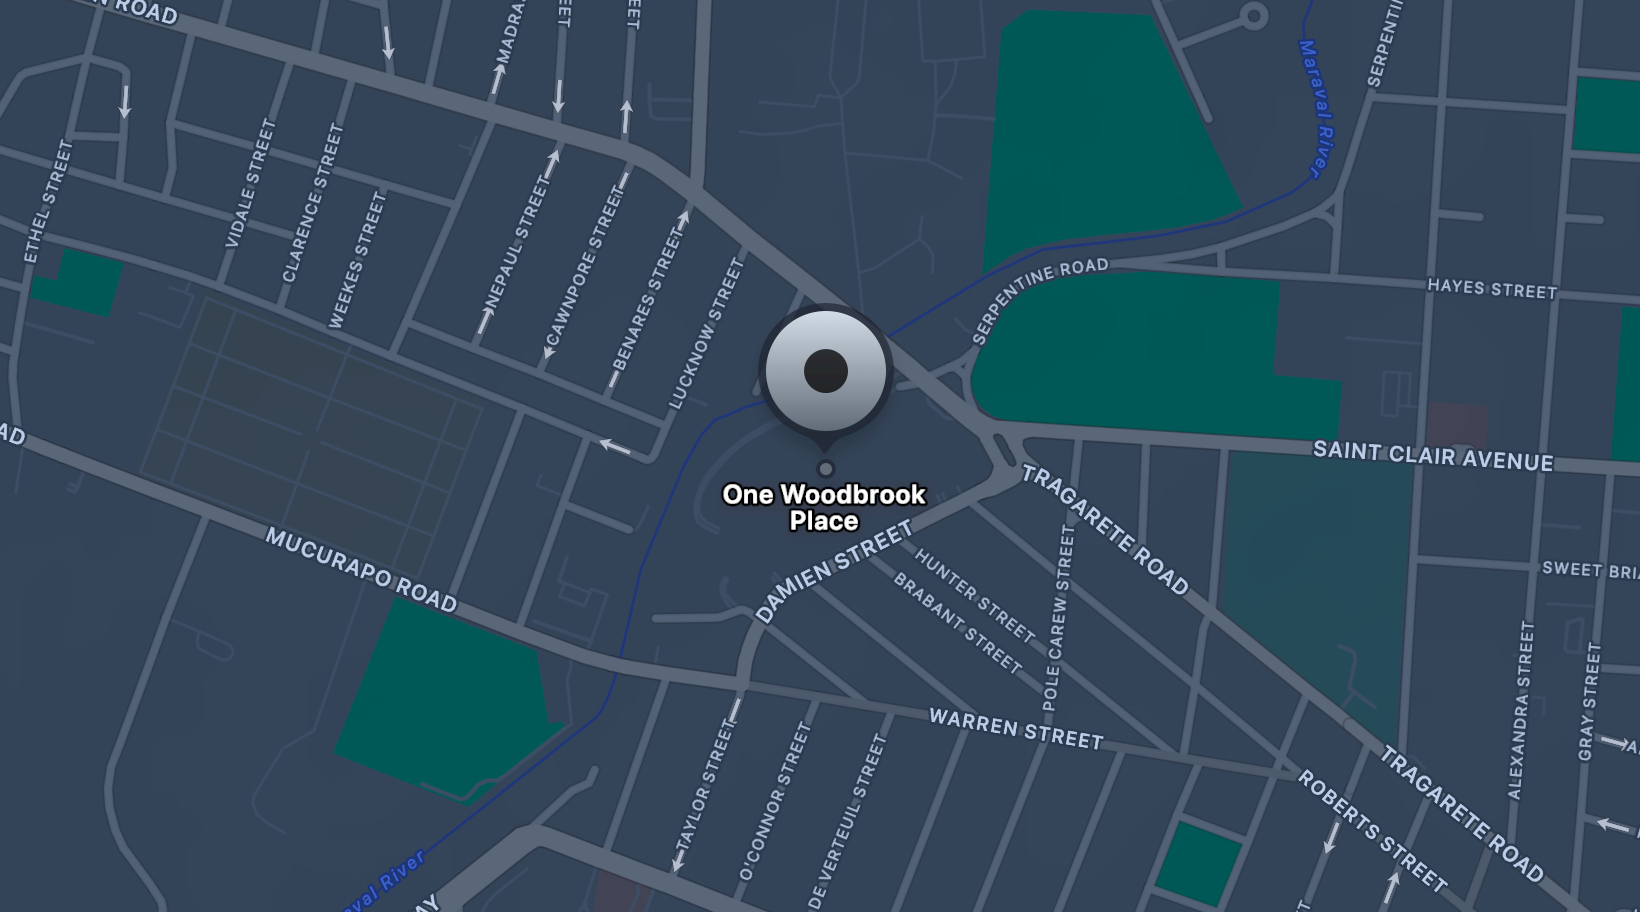 N ROAD
MADRA
EET
EET
SERPENTI
Maraval River
ETHEL STREET
VIDALE STREET
CLARENCE STREET
WEEKES STREET
NEPAUL STREET
CAWNPORE STREET
BENARES STREET
LUCKNOW STREET
SERPENTINE ROAD
HAYES STREET
AD
SAINT CLAIR AVENUE
One Woodbrook
Place
MUCURAPO ROAD
DAMIEN STREET
TRAGARETE ROAD
HUNTER STREET
BRABANT STREET
POLE CAREW STREET
SWEET BRIA
WARREN STREET
ALEXANDRA STREET
GRAY STREET
TAYLOR STREET
O'CONNOR STREET
DE VERTEUIL STREET
ROBERTS STREET
TRAGARETE ROAD
aval River
AY